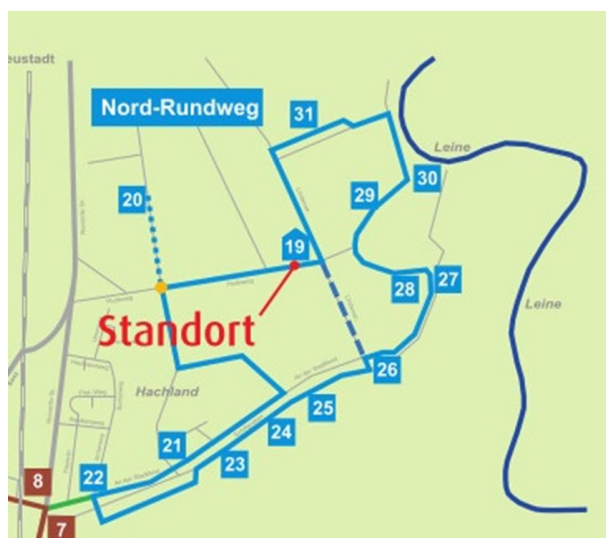 eustadt
Nord-Rundweg
31
Leine
20
29
30
19
Leine
28
27
Standort
Hachland
26
25
21
24
23
22
8
7